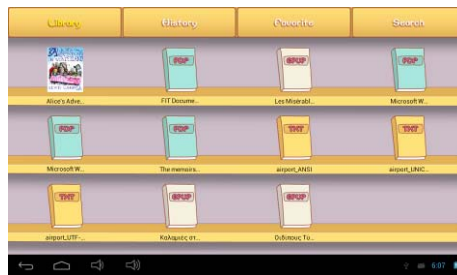 Library
History
Favorite
Search
PDF
EPUB
PDF
Alice's Adve...
FIT Docume...
Les Misérabl...
Microsoft W...
PDF
PDF
TXT
TXT
Microsoft W...
The memoirs...
airport_ANSI
airport_UNIC...
TXT
EPUB
EPUB
airport_UTF-...
Καλαμιές στ...
Οιδίπους Τύ...
6:07